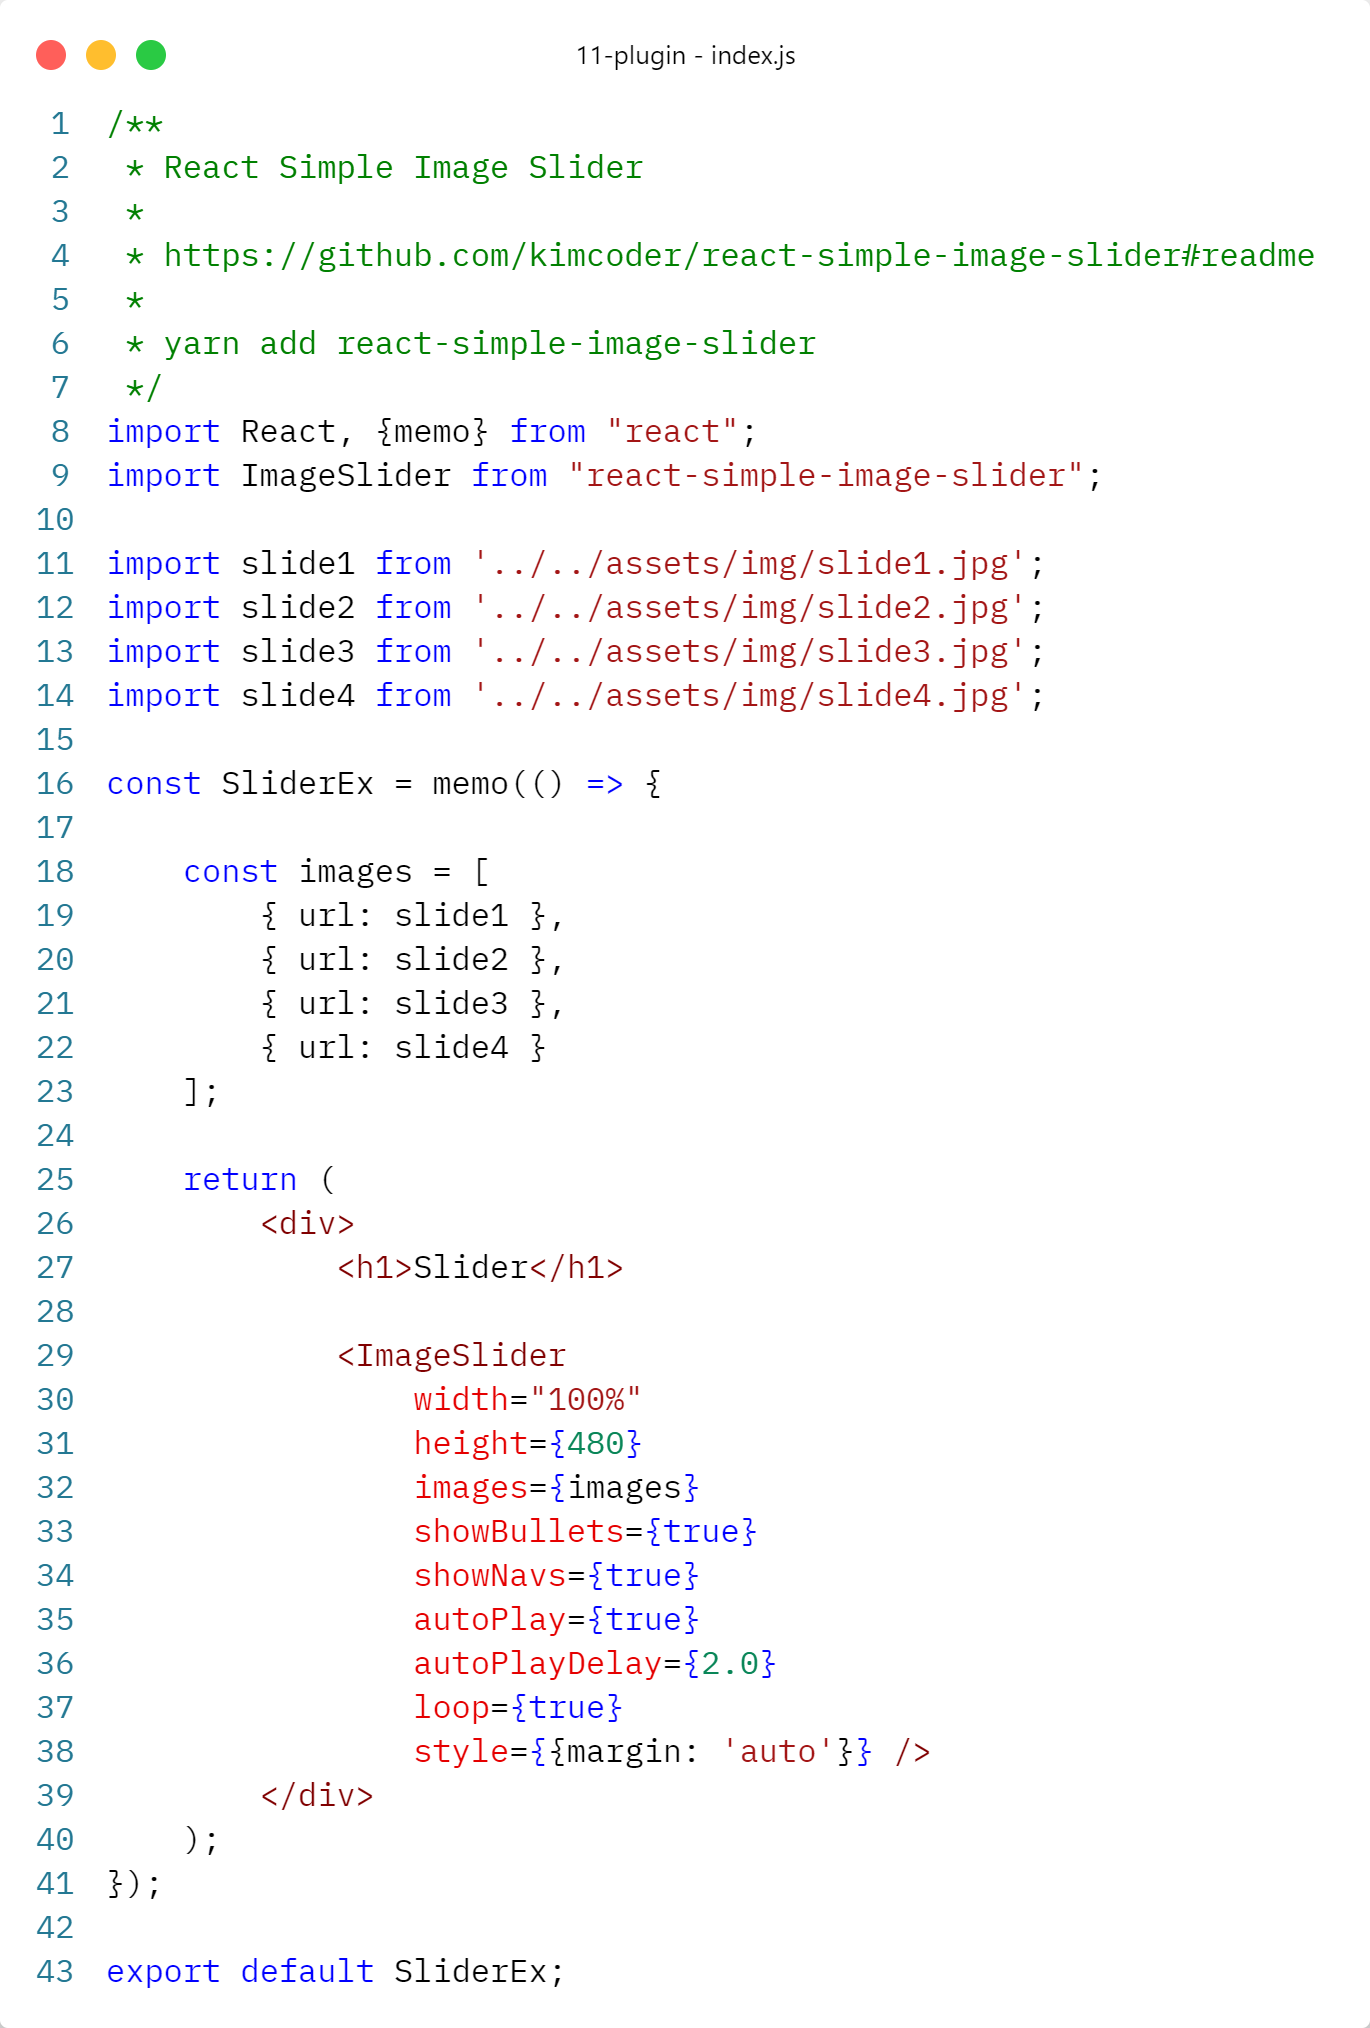 11-plugin - index.js
1 /**
2  * React Simple Image Slider
3  *
4  * https://github.com/kimcoder/react-simple-image-slider#readme
5  *
6  * yarn add react-simple-image-slider
7  */
8 import React, {memo} from "react";
9 import ImageSlider from "react-simple-image-slider";
10
11 import slide1 from '../../assets/img/slide1.jpg';
12 import slide2 from '../../assets/img/slide2.jpg';
13 import slide3 from '../../assets/img/slide3.jpg';
14 import slide4 from '../../assets/img/slide4.jpg';
15
16 const SliderEx = memo(() => {
17
18     const images = [
19         { url: slide1 },
20         { url: slide2 },
21         { url: slide3 },
22         { url: slide4 }
23     ];
24
25     return (
26         <div>
27             <h1>Slider</h1>
28
29             <ImageSlider
30                 width="100%"
31                 height={480}
32                 images={images}
33                 showBullets={true}
34                 showNavs={true}
35                 autoPlay={true}
36                 autoPlayDelay={2.0}
37                 loop={true}
38                 style={{margin: 'auto'}} />
39         </div>
40     );
41 });
42
43 export default SliderEx;